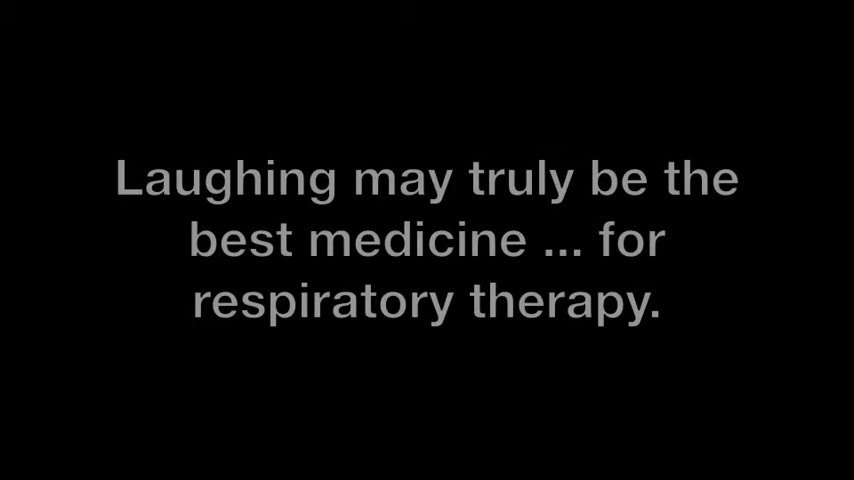 Laughing may truly be the
best medicine ... for
respiratory therapy.